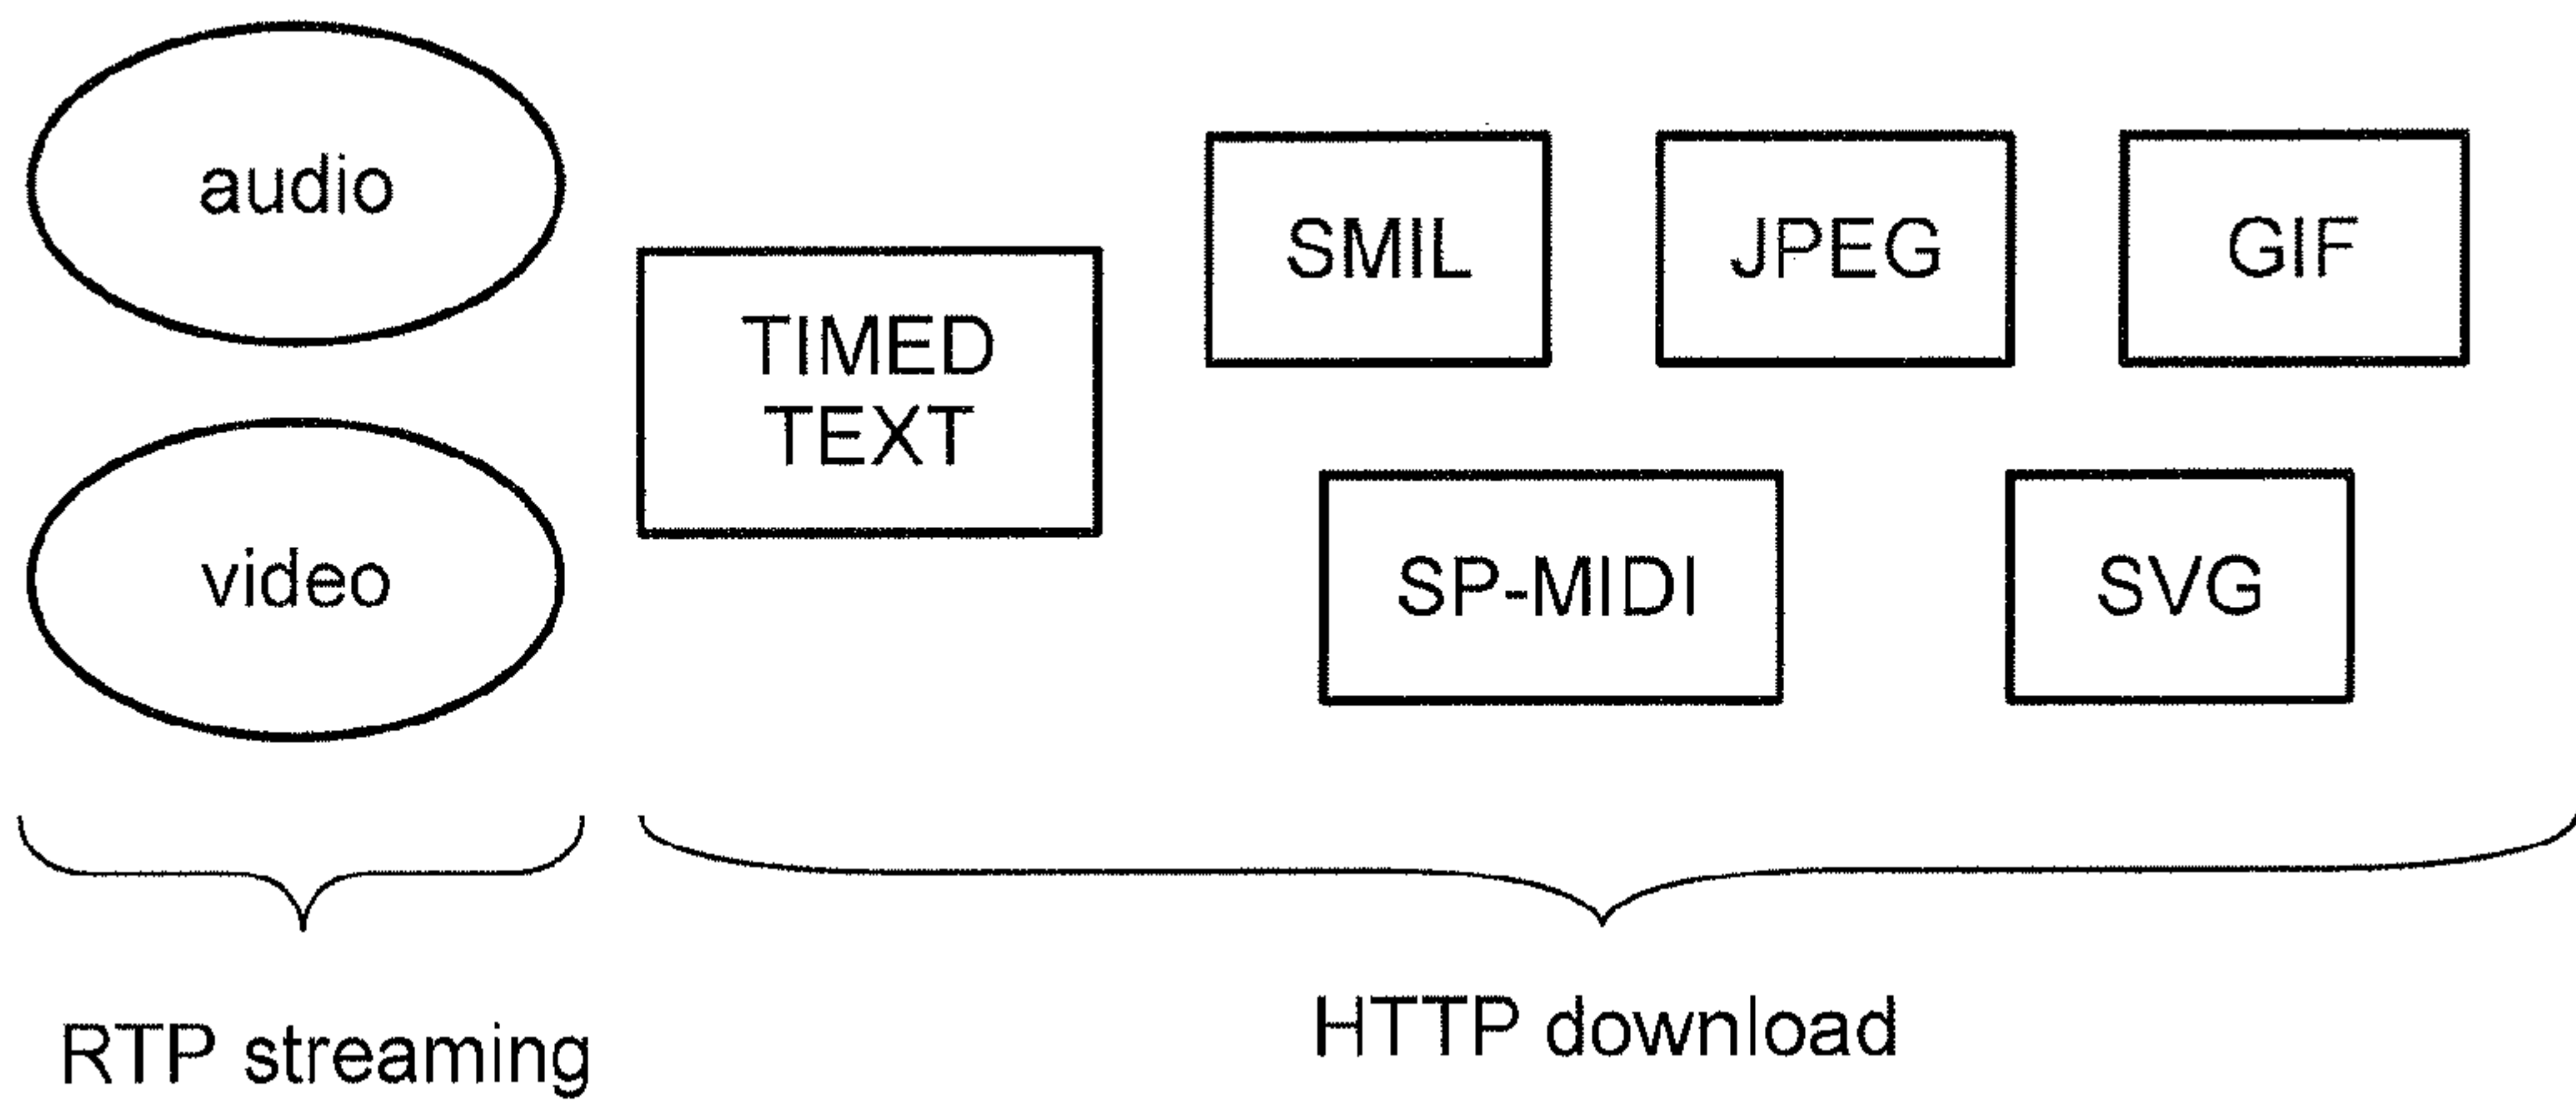 audio
video
TIMED
TEXT
SMIL
JPEG
GIF
SP-MIDI
SVG
RTP streaming
HTTP download